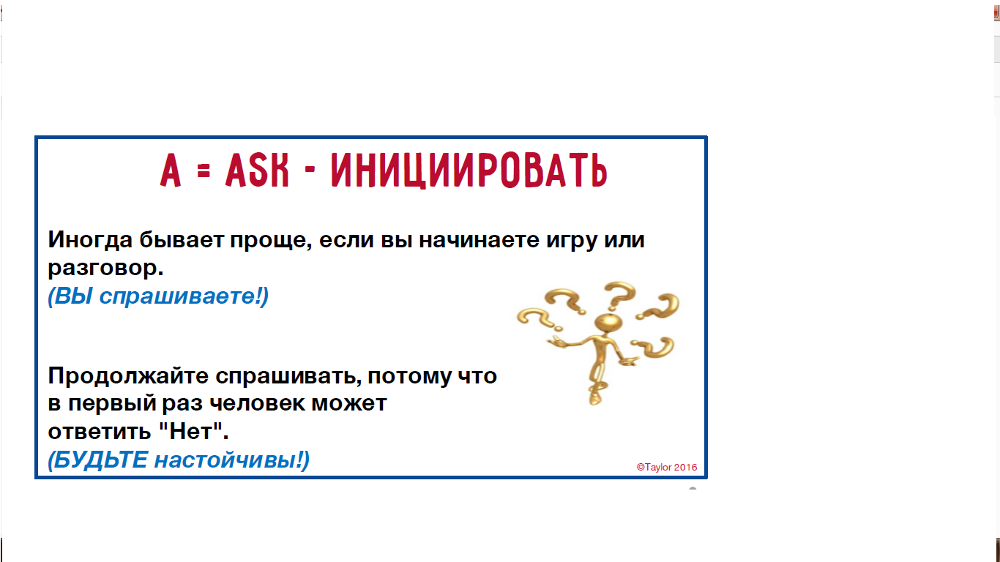 A = ASK - ИНИЦИИРОВАТЬ
Иногда бывает проще, если вы начинаете игру или
разговор.
(ВЫ спрашиваете!)
Продолжайте спрашивать, потому что
в первый раз человек может
ответить "Нет".
(БУДЬТЕ настойчивы!)
©Taylor 2016